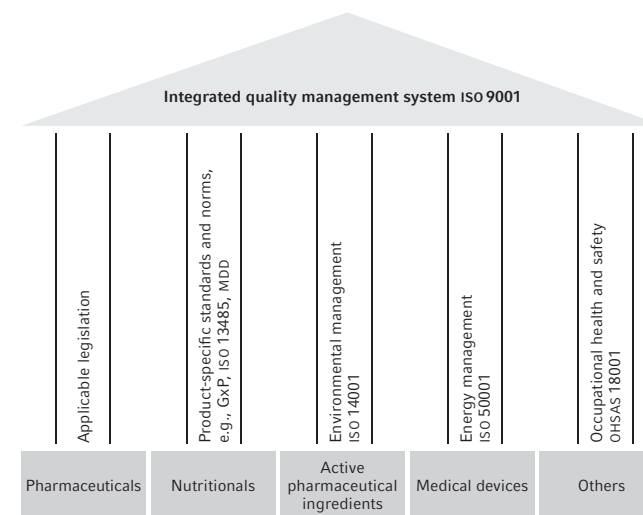 Integrated quality management system ISO 9001
Applicable legislation
Product-specific standards and norms,
e.g., GxP, ISO 13485, MDD
Environmental management
ISO 14001
Energy management
ISO 50001
Occupational health and safety
OHSAS 18001
Pharmaceuticals
Nutritionals
Active
pharmaceutical
ingredients
Medical devices
Others